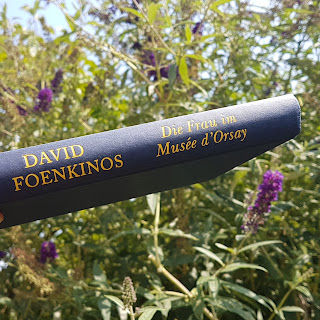 DAVID
FOENKINOS
Die Frau im
Musée d'Orsay